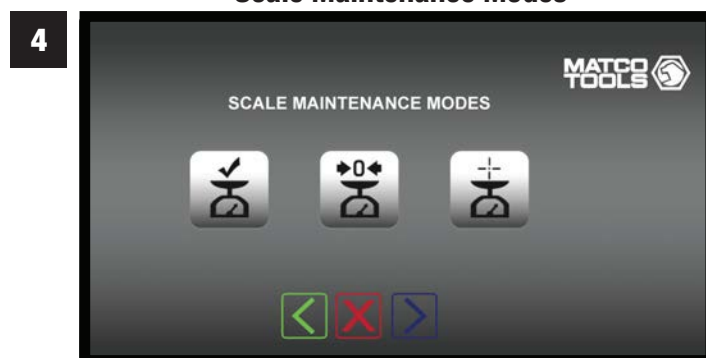 Scale Maintenance Modes
4
MATCO
TOOLS
SCALE MAINTENANCE MODES
0